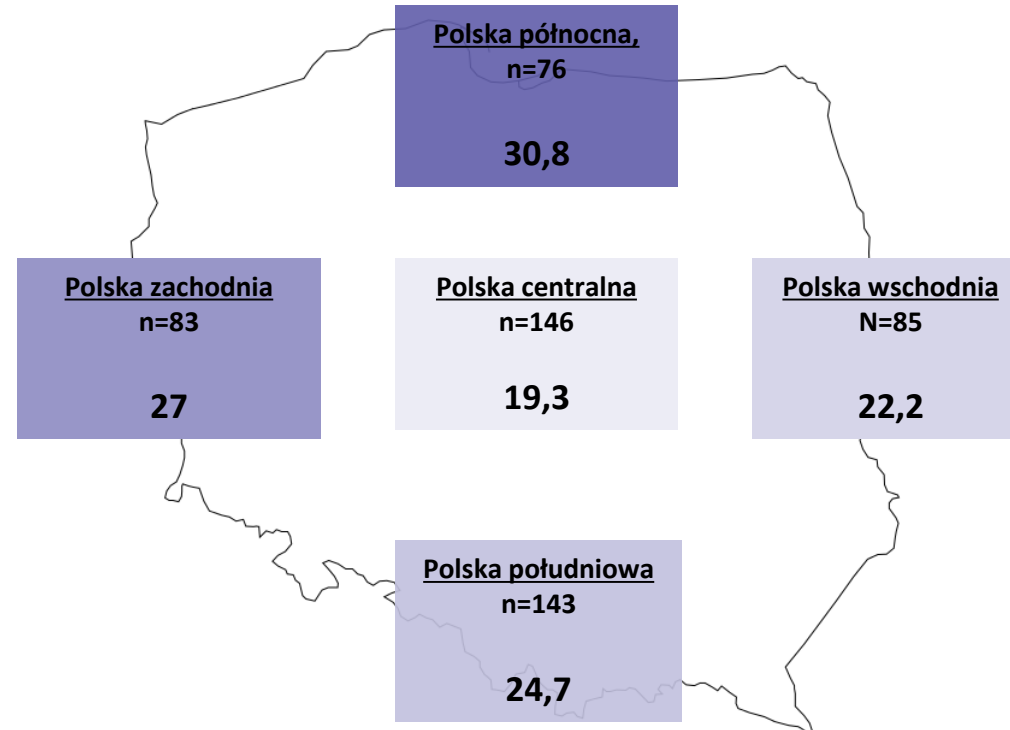 Polska północna,
n=76
30,8
Polska zachodnia
n=83
27
Polska centralna
n=146
19,3
Polska wschodnia
N=85
22,2
Polska południowa
n=143
24,7